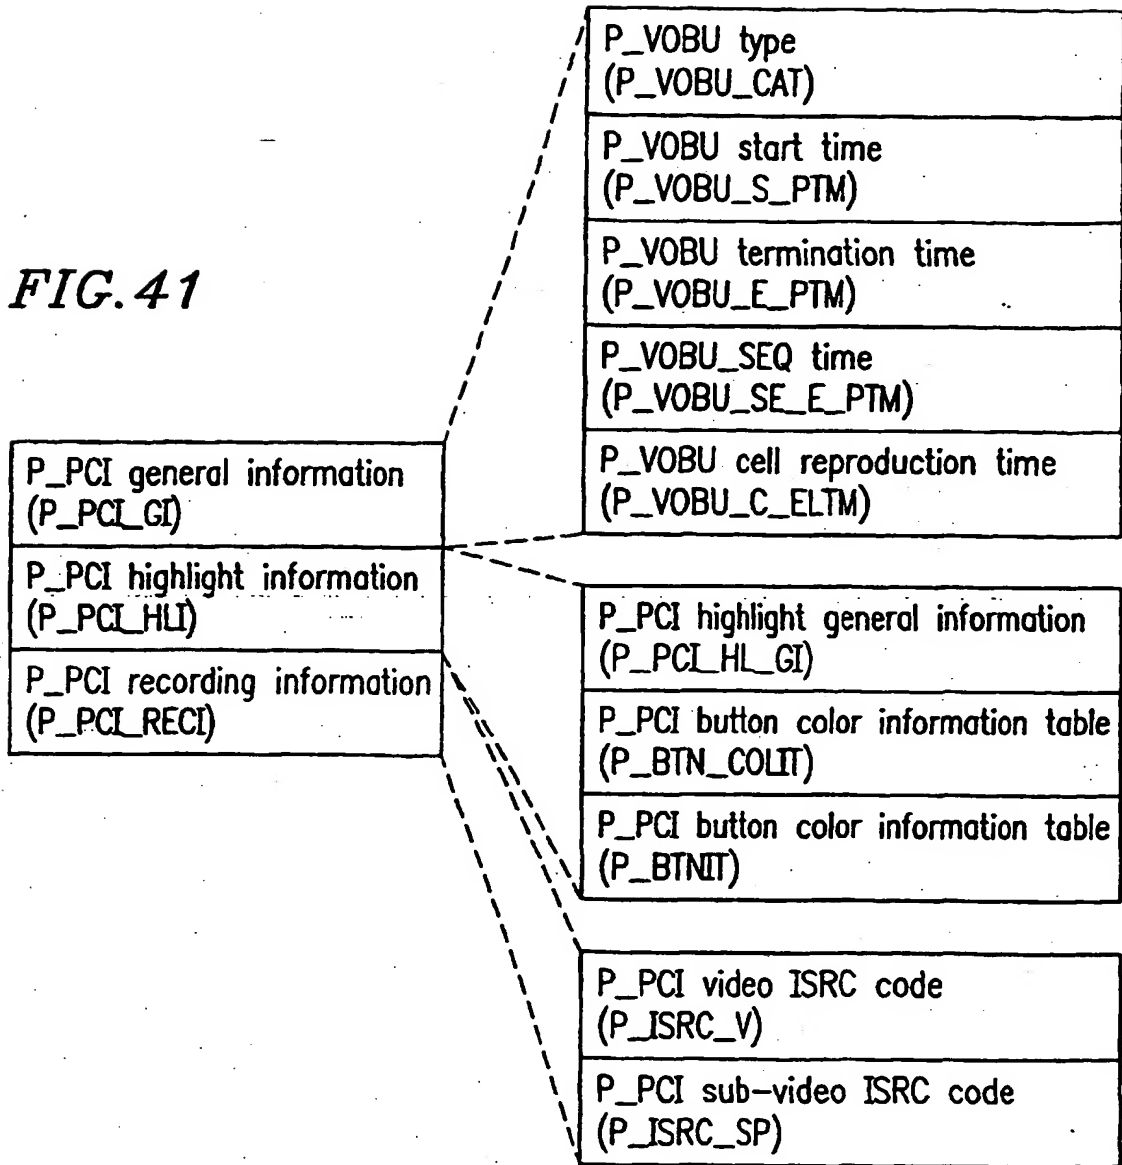 FIG. 41
P_PCI general information
(P_PCI_GI)
P_PCI highlight information
(P_PCI_HLI)
P_PCI recording information
(P_PCI_RECI)
P_VOBU type
(P_VOBU_CAT)
P_VOBU start time
(P_VOBU_S_PTM)
P_VOBU termination time
(P_VOBU_E_PTM)
P_VOBU_SEQ time
(P_VOBU_SE_E_PTM)
P_VOBU cell reproduction time
(P_VOBU_C_ELTM)
P_PCI highlight general information
(P_PCI_HL_GI)
P_PCI button color information table
(P_BTN_COLIT)
P_PCI button color information table
(P_BTNIT)
P_PCI video ISRC code
(P_ISRC_V)
P_PCI sub-video ISRC code
(P_ISRC_SP)